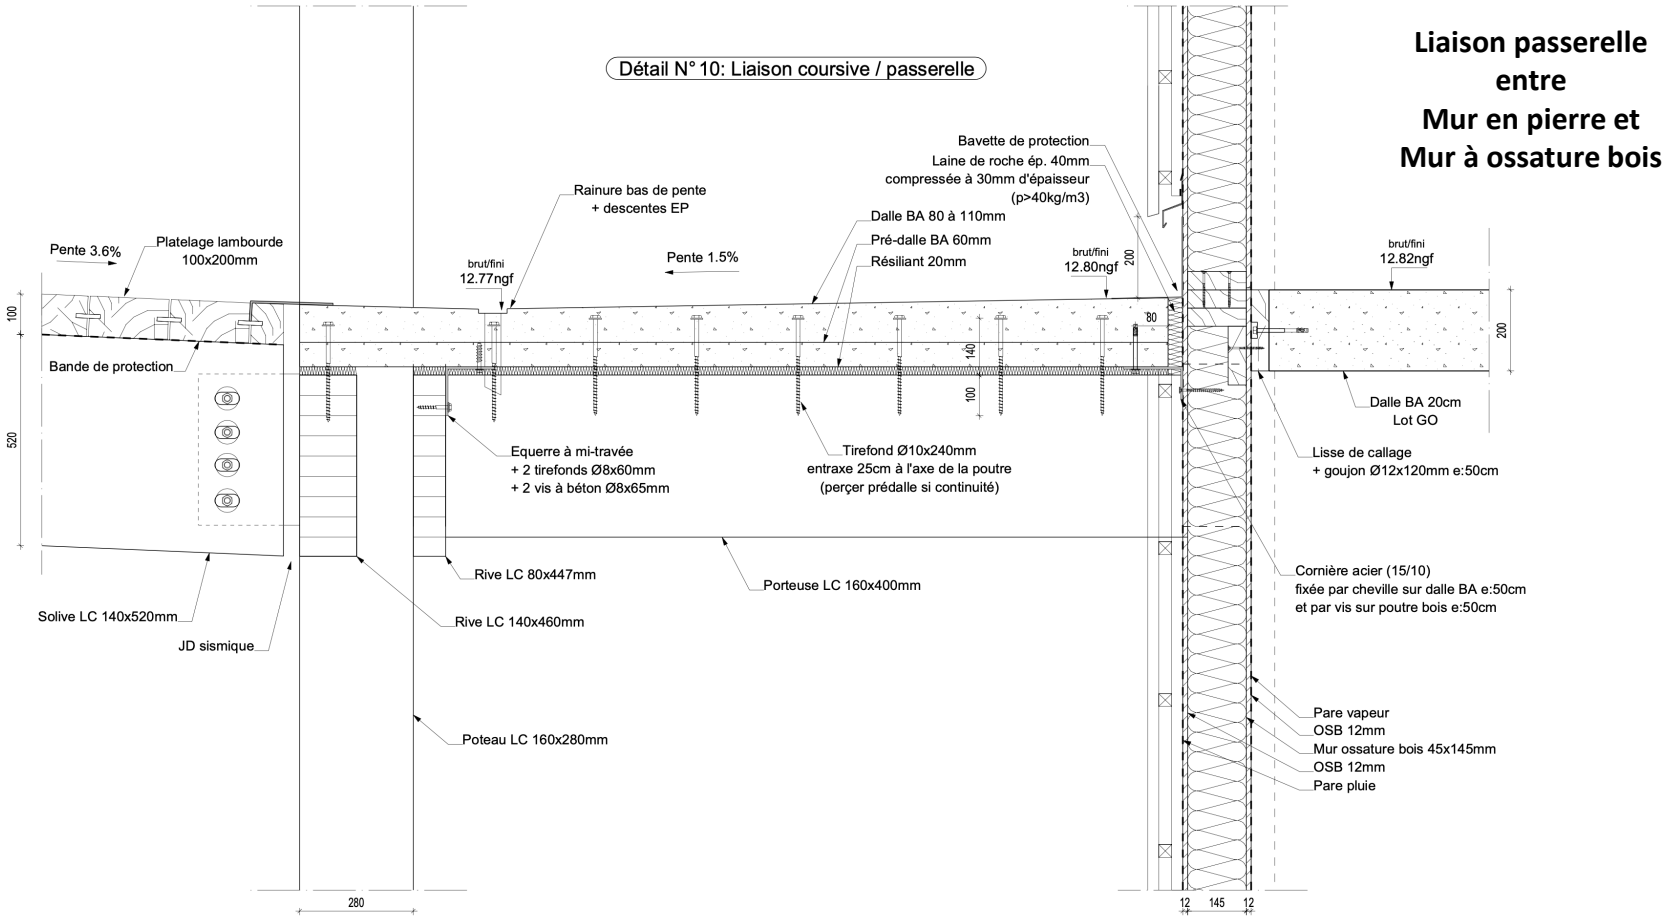 Liaison passerelle
entre
Mur en pierre et
Mur à ossature bois
Détail N° 10: Liaison coursive / passerelle
Bavette de protection
Laine de roche ép. 40mm
compressée à 30mm d'épaisseur
(p>40kg/m3)
Rainure bas de pente
+ descentes EP
Dalle BA 80 à 110mm
Pré-dalle BA 60mm
Résiliant 20mm
Pente 3.6%
Platelage lambourde
100x200mm
brut/fini
12.77ngf
Pente 1.5%
brut/fini
12.80ngf
200
brut/fini
12.82ngf
100
80
200
140
100
Bande de protection
520
Dalle BA 20cm
Lot GO
Equerre à mi-travée
+ 2 tirefonds Ø8x60mm
+ 2 vis à béton Ø8x65mm
Tirefond Ø10x240mm
entraxe 25cm à l'axe de la poutre
(perçer prédalle si continuité)
Lisse de callage
+ goujon Ø12x120mm e:50cm
Rive LC 80x447mm
Porteuse LC 160x400mm
Cornière acier (15/10)
fixée par cheville sur dalle BA e:50cm
et par vis sur poutre bois e:50cm
Solive LC 140x520mm
Rive LC 140x460mm
JD sismique
Poteau LC 160x280mm
Pare vapeur
OSB 12mm
Mur ossature bois 45x145mm
OSB 12mm
Pare pluie
280
12
145
12